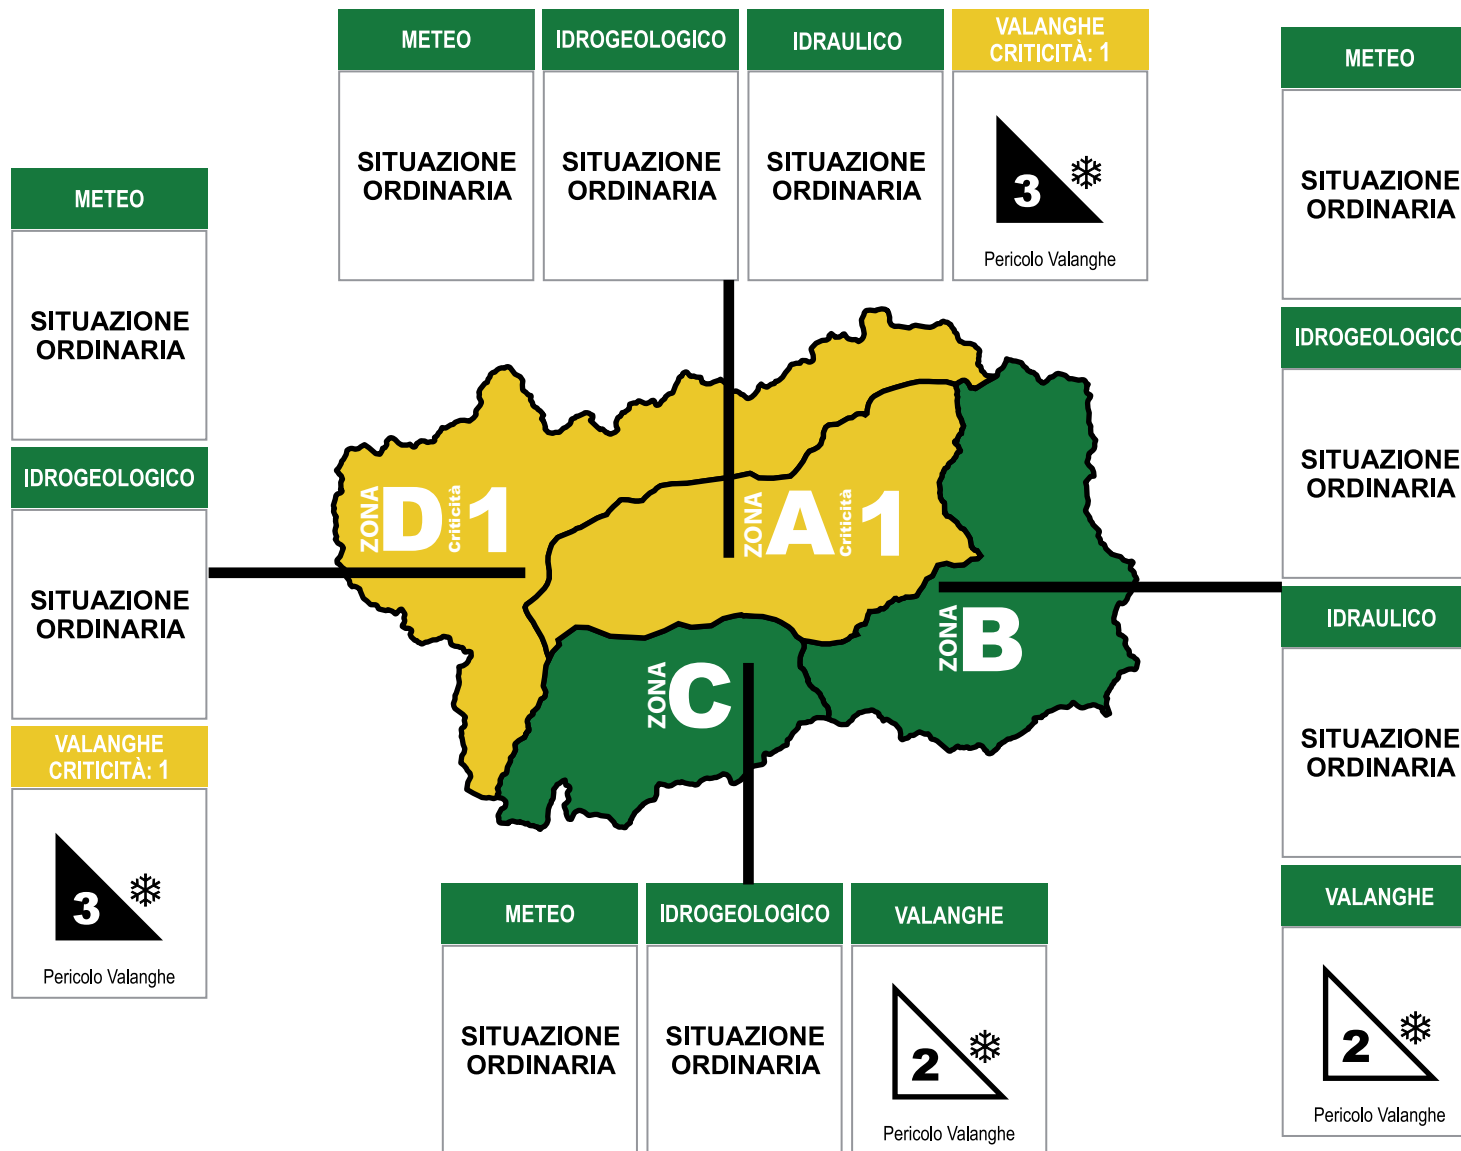 METEO
SITUAZIONE
ORDINARIA
IDROGEOLOGICO
SITUAZIONE
ORDINARIA
IDRAULICO
SITUAZIONE
ORDINARIA
VALANGHE
CRITICITÀ: 1
3
Pericolo Valanghe
METEO
SITUAZIONE
ORDINARIA
IDROGEOLOGICO
SITUAZIONE
ORDINARIA
VALANGHE
CRITICITÀ: 1
3
Pericolo Valanghe
ZONA
D
Criticità
1
ZONA
A
Criticità
1
ZONA
B
ZONA
C
METEO
SITUAZIONE
ORDINARIA
IDROGEOLOGICO
SITUAZIONE
ORDINARIA
IDRAULICO
SITUAZIONE
ORDINARIA
VALANGHE
2
Pericolo Valanghe
METEO
SITUAZIONE
ORDINARIA
IDROGEOLOGICO
SITUAZIONE
ORDINARIA
VALANGHE
2
Pericolo Valanghe